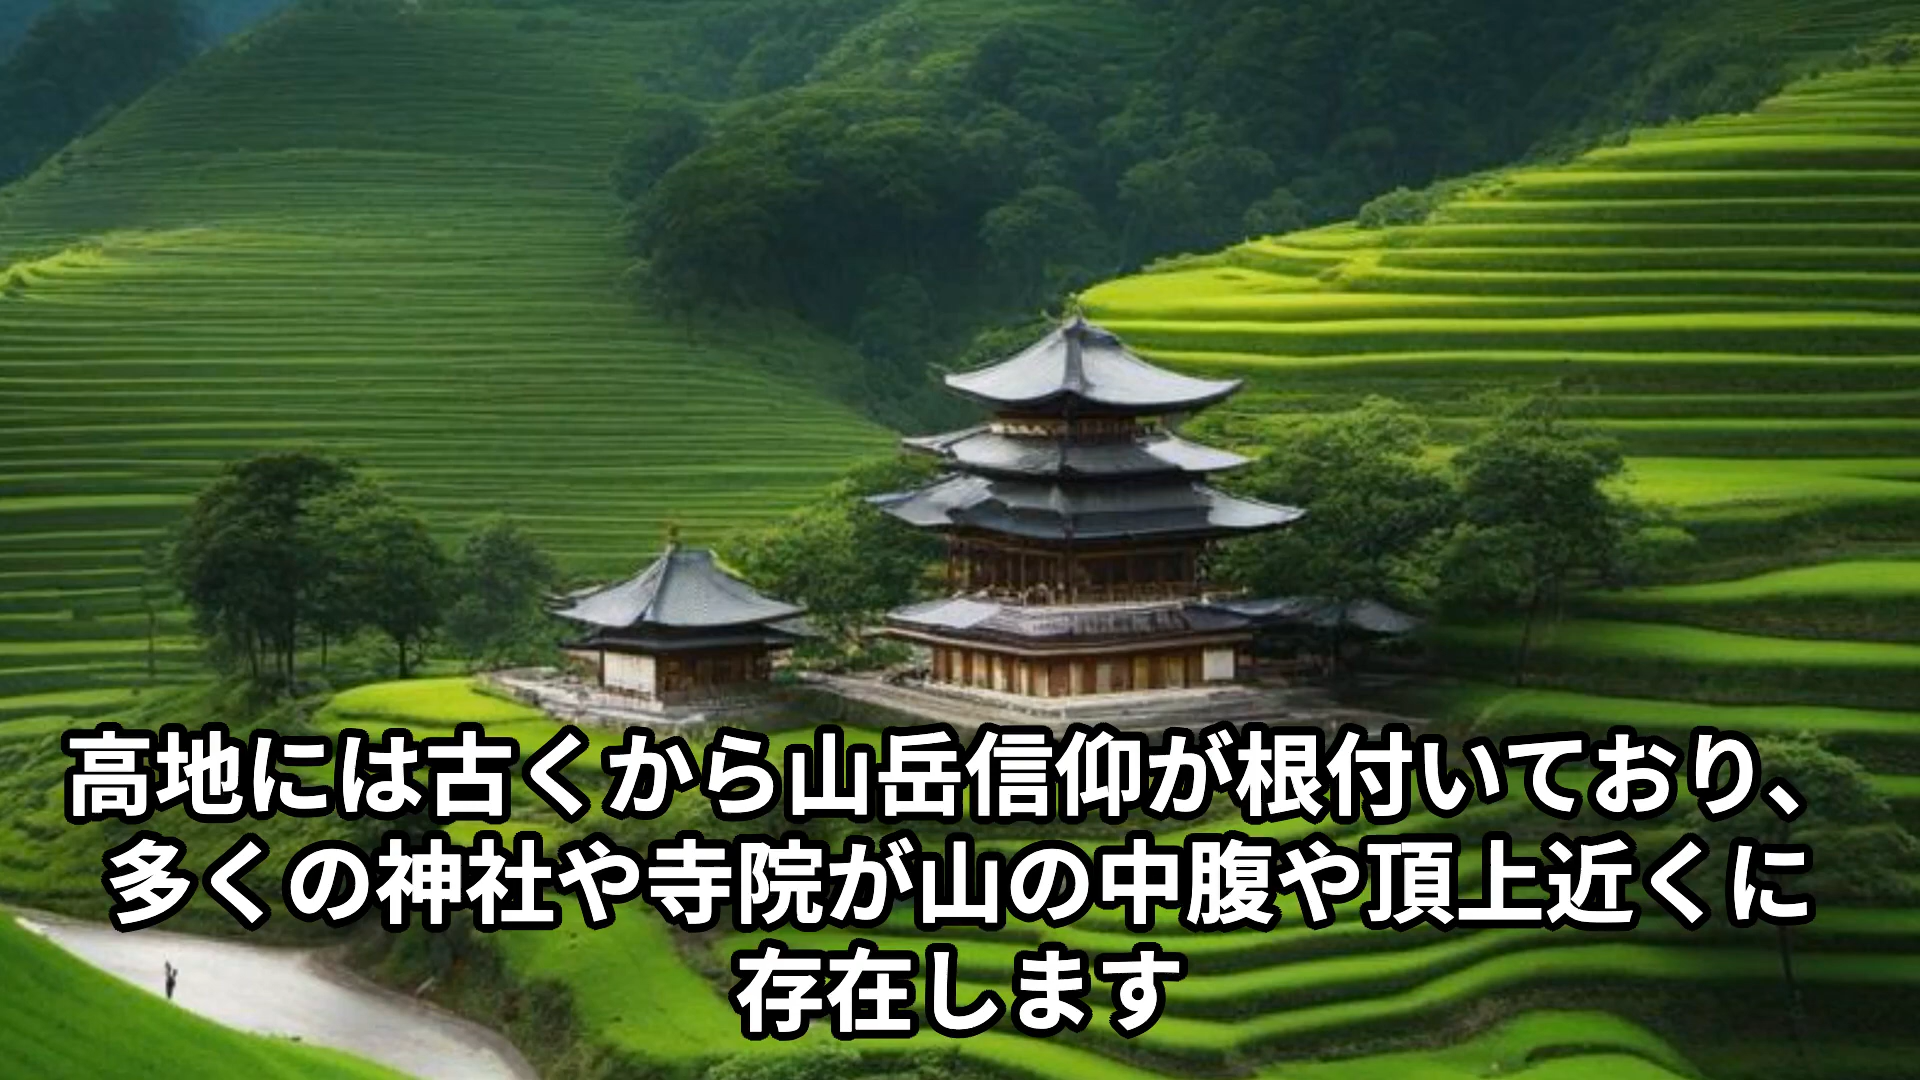 高地には古くから山岳信仰が根付いており、
多くの神社や寺院が山の中腹や頂上近くに
存在します